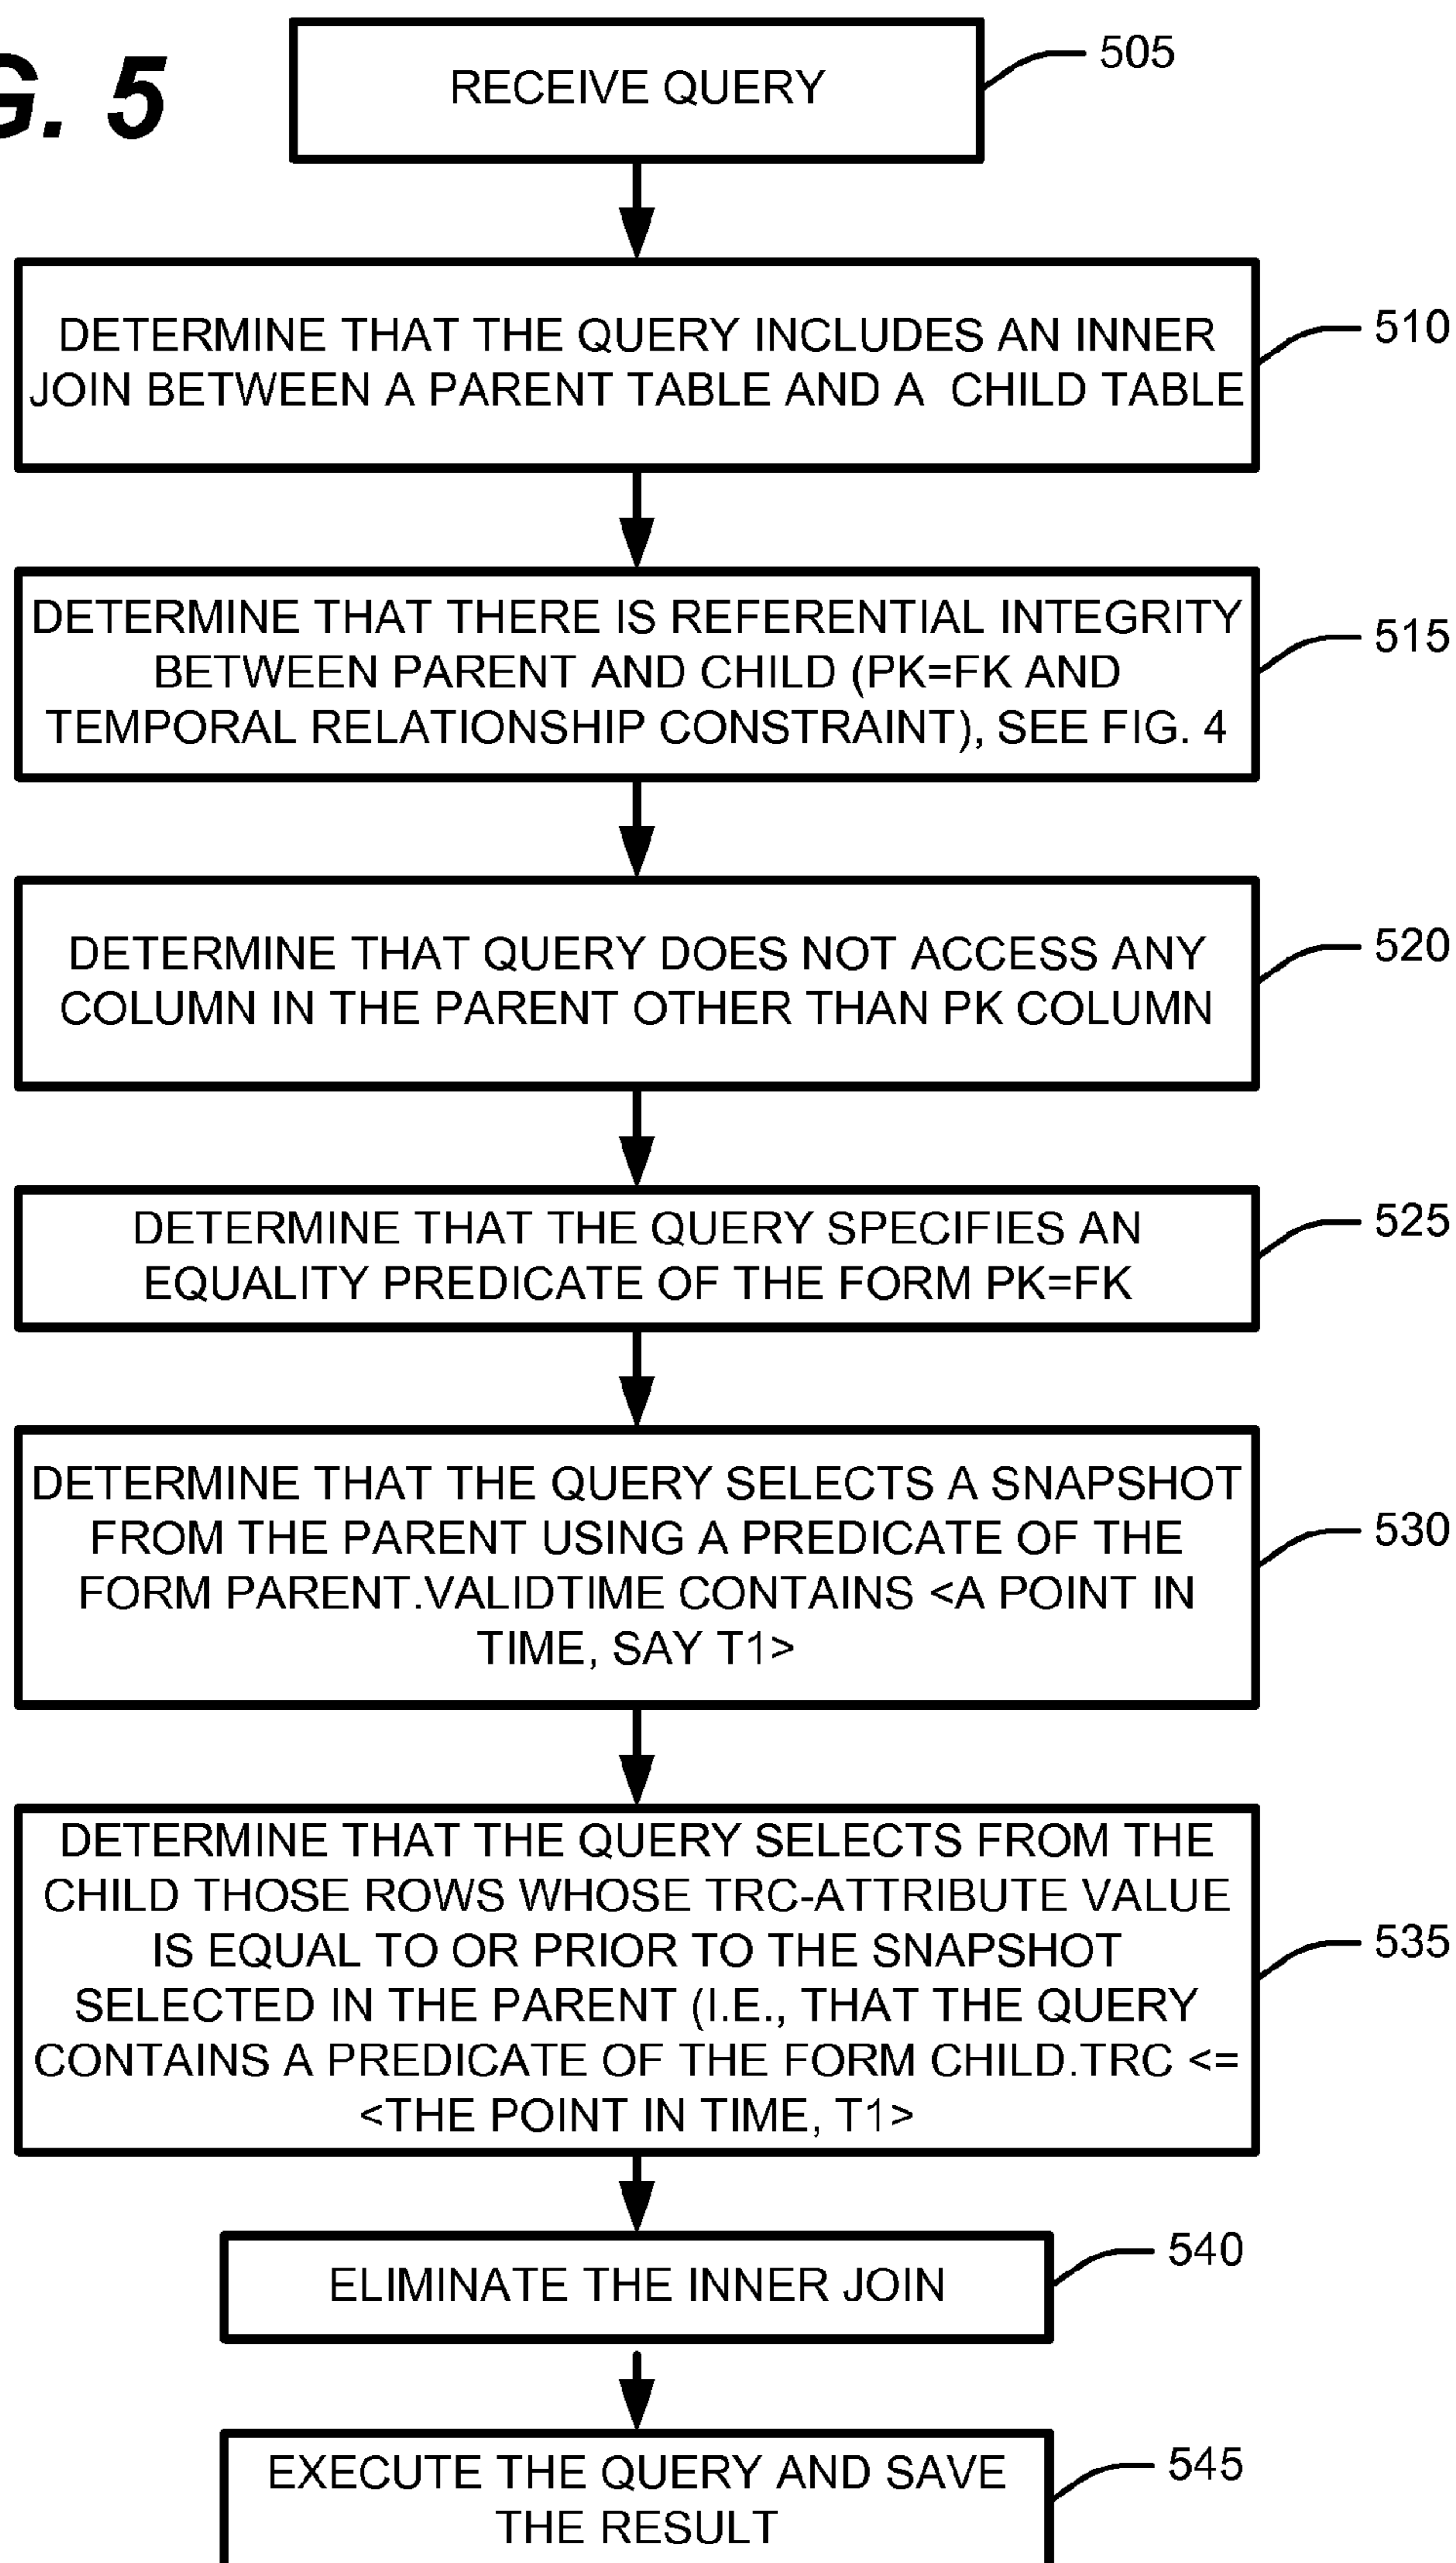 G. 5
RECEIVE QUERY
505
DETERMINE THAT THE QUERY INCLUDES AN INNER
JOIN BETWEEN A PARENT TABLE AND A CHILD TABLE
510
DETERMINE THAT THERE IS REFERENTIAL INTEGRITY
BETWEEN PARENT AND CHILD (PK=FK AND
TEMPORAL RELATIONSHIP CONSTRAINT), SEE FIG. 4
515
DETERMINE THAT QUERY DOES NOT ACCESS ANY
COLUMN IN THE PARENT OTHER THAN PK COLUMN
520
DETERMINE THAT THE QUERY SPECIFIES AN
EQUALITY PREDICATE OF THE FORM PK=FK
525
DETERMINE THAT THE QUERY SELECTS A SNAPSHOT
FROM THE PARENT USING A PREDICATE OF THE
FORM PARENT.VALIDTIME CONTAINS <A POINT IN
TIME, SAY T1>
530
DETERMINE THAT THE QUERY SELECTS FROM THE
CHILD THOSE ROWS WHOSE TRC-ATTRIBUTE VALUE
IS EQUAL TO OR PRIOR TO THE SNAPSHOT
SELECTED IN THE PARENT (I.E., THAT THE QUERY
CONTAINS A PREDICATE OF THE FORM CHILD.TRC <=
<THE POINT IN TIME, T1>
535
ELIMINATE THE INNER JOIN
540
EXECUTE THE QUERY AND SAVE
THE RESULT
545